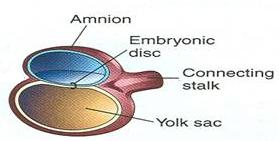 Amnion
Embryonic
disc
Connecting
stalk
Yolk sac